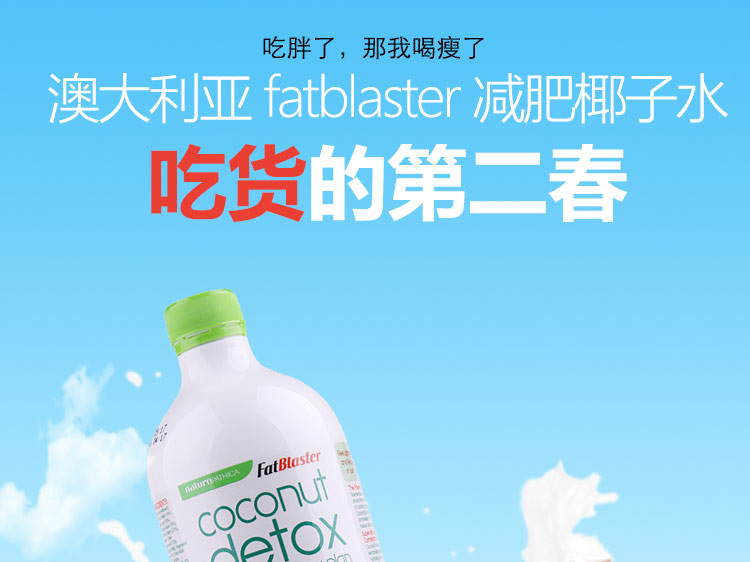 吃胖了，那我喝瘦了
澳大利亚 fatblaster 减肥椰子水
吃货的第二春
naturoPATHICA FatBlaster
coconut
detox